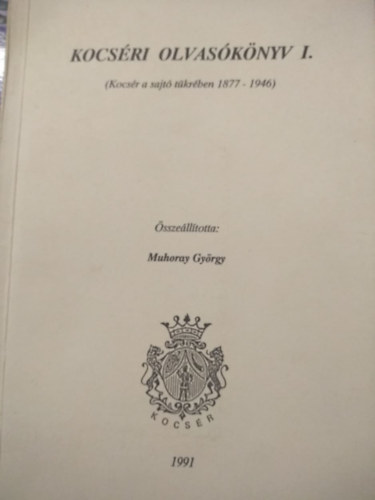 KOCSÉRI OLVASÓKÖNYV I.
(Kocsér a sajtó tükrében 1877 - 1946)
Összeállította:
Muhoray György
KOCSÉR
1991